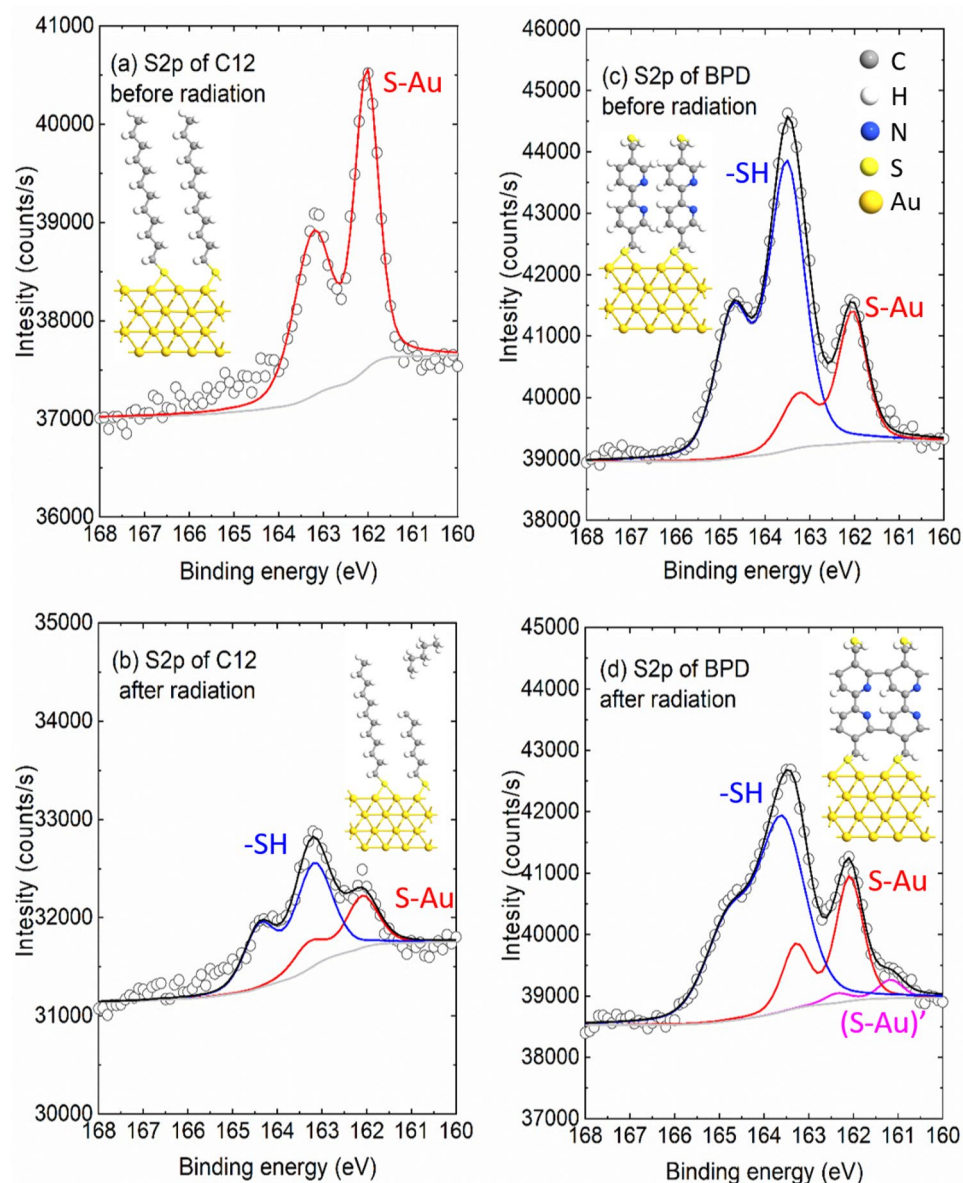 (a) S2p of C12
before radiation
S-Au
Intesity (counts/s)
41000
40000
39000
38000
37000
36000
168 167 166 165 164 163 162 161 160
Binding energy (eV)
(c) S2p of BPD
before radiation
-SH
S-Au
C
H
N
S
Au
Intesity (counts/s)
46000
45000
44000
43000
42000
41000
40000
39000
38000
168 167 166 165 164 163 162 161 160
Binding energy (eV)
(b) S2p of C12
after radiation
-SH
S-Au
Intesity (counts/s)
35000
34000
33000
32000
31000
30000
168 167 166 165 164 163 162 161 160
Binding energy (eV)
(d) S2p of BPD
after radiation
-SH
S-Au
(S-Au)’
Intesity (counts/s)
45000
44000
43000
42000
41000
40000
39000
38000
37000
168 167 166 165 164 163 162 161 160
Binding energy (eV)